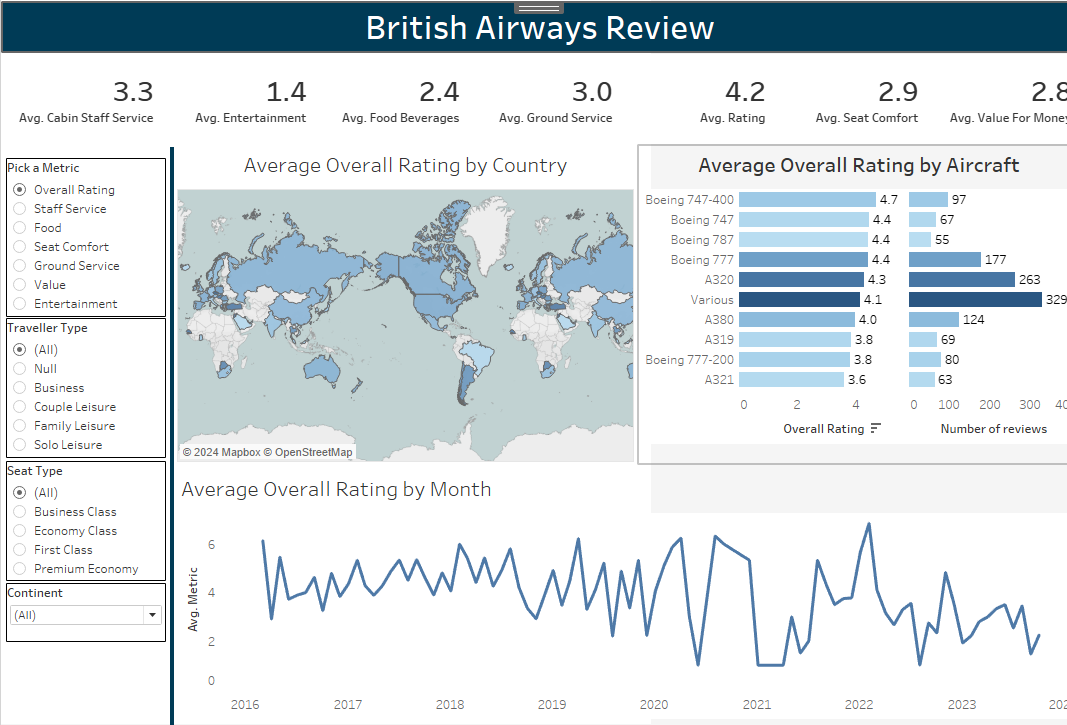 British Airways Review
3.3 1.4 2.4 3.0 4.2 2.9 2.8
Avg. Cabin Staff Service Avg. Entertainment Avg. Food Beverages Avg. Ground Service Avg. Rating Avg. Seat Comfort Avg. Value For Money
Pick a Metric
Overall Rating
Staff Service
Food
Seat Comfort
Ground Service
Value
Entertainment
Traveller Type
(All)
Null
Business
Couple Leisure
Family Leisure
Solo Leisure
Seat Type
(All)
Business Class
Economy Class
First Class
Premium Economy
Continent
(All)
Average Overall Rating by Country
© 2024 Mapbox © OpenStreetMap
Average Overall Rating by Aircraft
Boeing 747-400 4.7 97
Boeing 747 4.4 67
Boeing 787 4.4 55
Boeing 777 4.4 177
A320 4.3 263
Various 4.1 329
A380 4.0 124
A319 3.8 69
Boeing 777-200 3.8 80
A321 3.6 63
0 2 4 0 100 200 300 40
Overall Rating Number of reviews
Average Overall Rating by Month
Avg. Metric
6
4
2
0
2016 2017 2018 2019 2020 2021 2022 2023 202